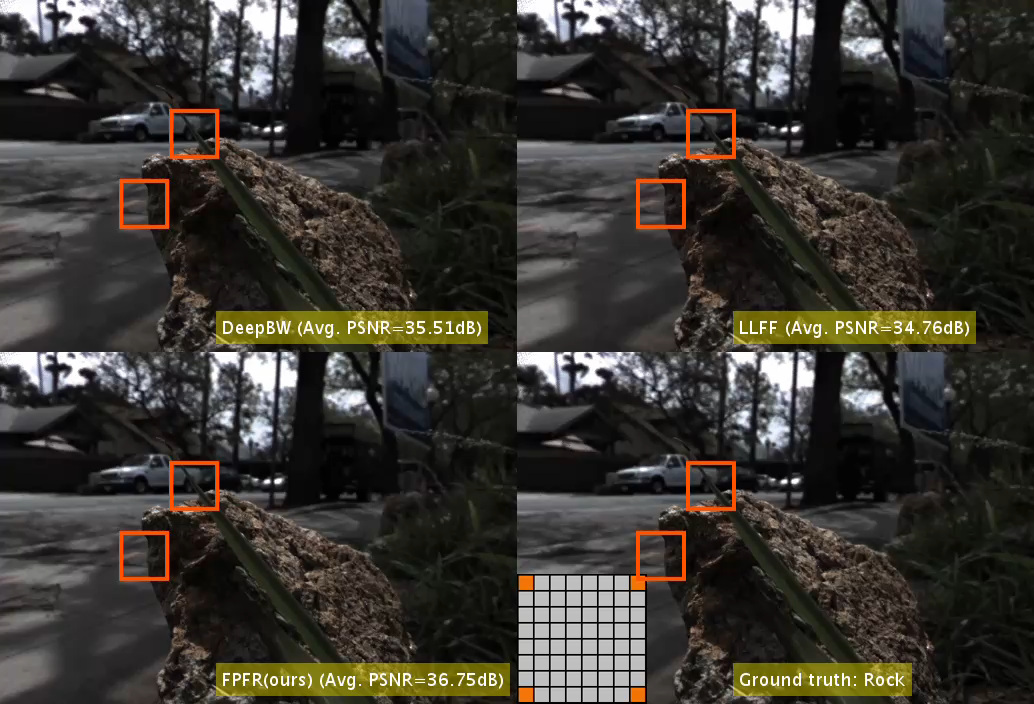 DeepBW (Avg. PSNR=35.51dB)
LLFF (Avg. PSNR=34.76dB)
FPFR(ours) (Avg. PSNR=36.75dB)
Ground truth: Rock